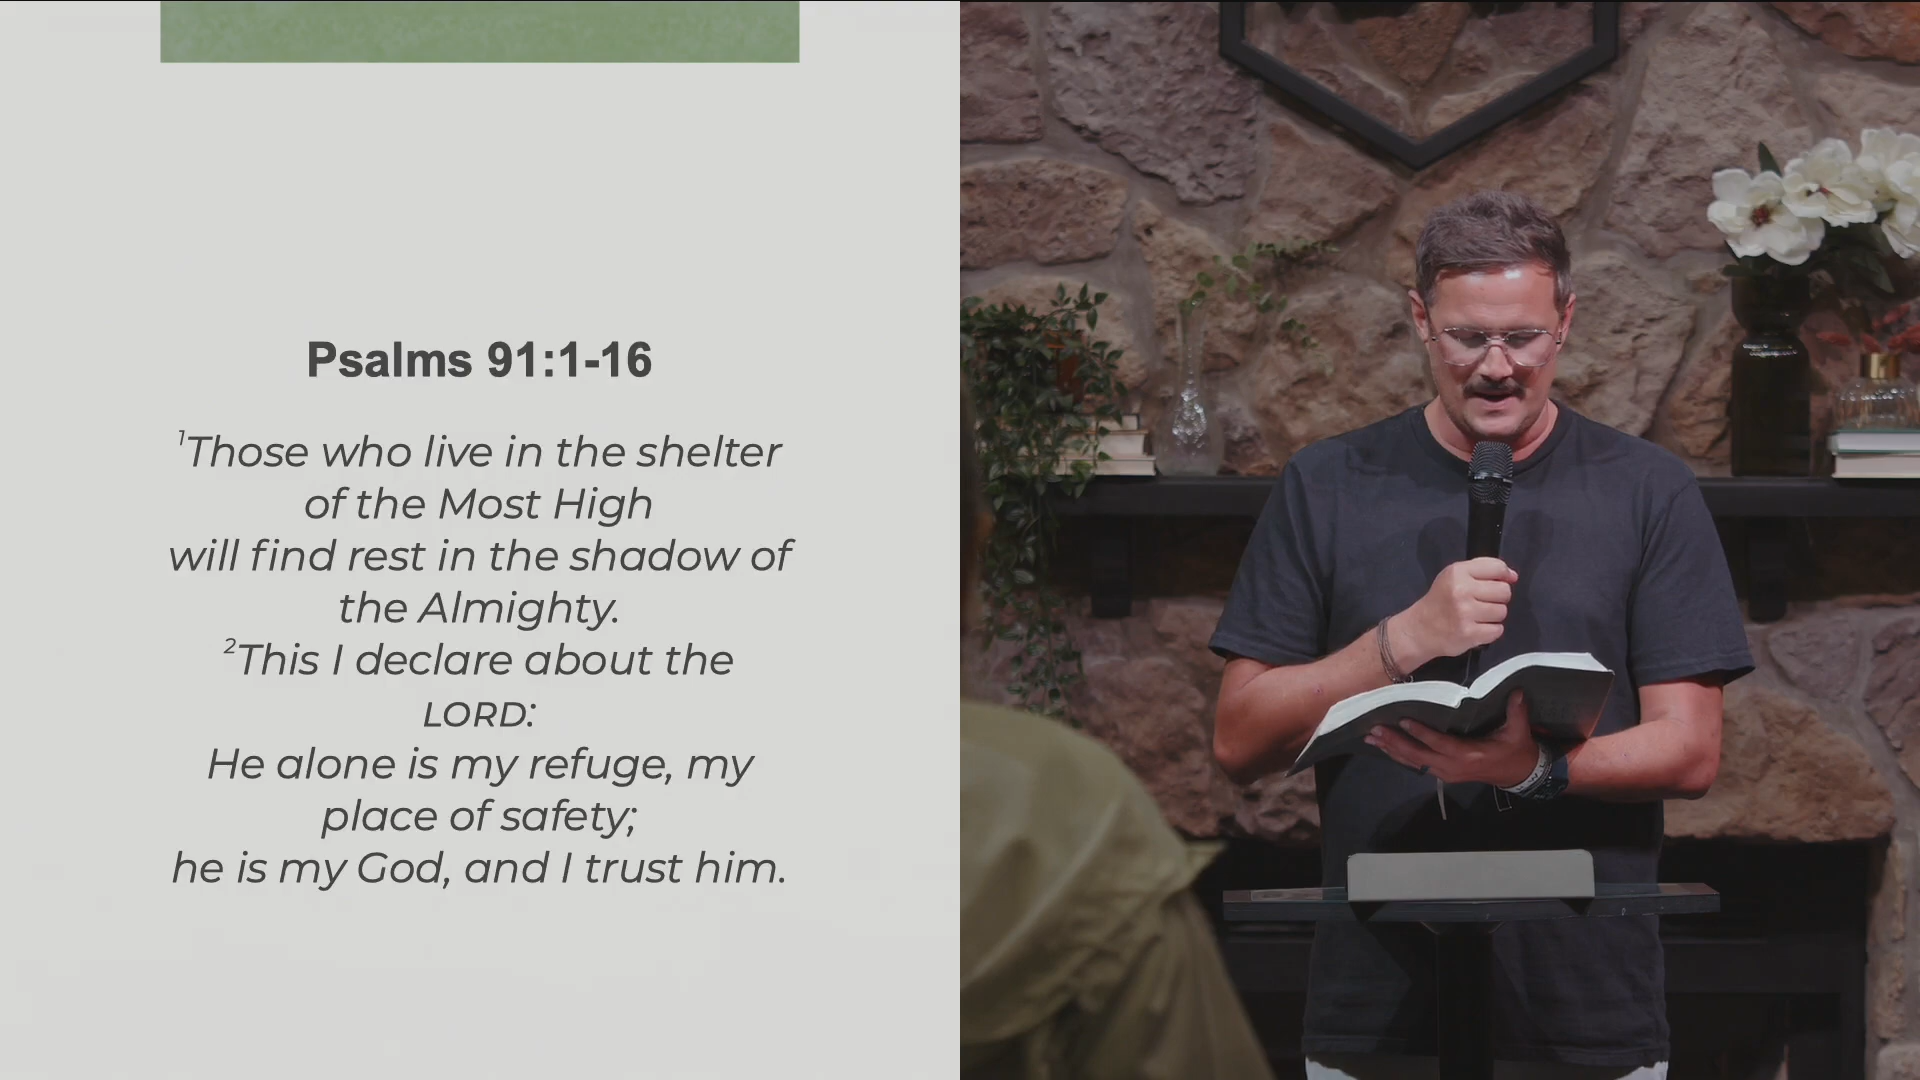 Psalms 91:1-16
¹Those who live in the shelter
of the Most High
will find rest in the shadow of
the Almighty.
²This I declare about the
LORD:
He alone is my refuge, my
place of safety;
he is my God, and I trust him.